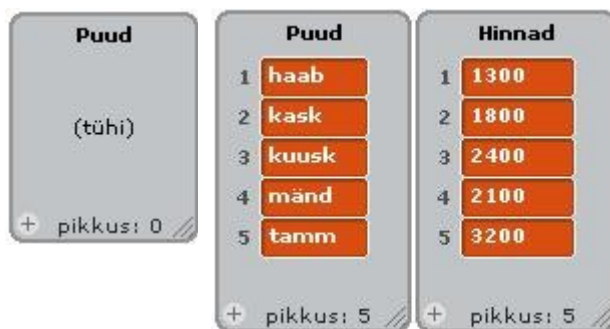 Puud
(tühi)
+ pikkus: 0
Puud
1 haab
2 kask
3 kuusk
4 mänd
5 tamm
+ pikkus: 5
Hinnad
1 1300
2 1800
3 2400
4 2100
5 3200
+ pikkus: 5